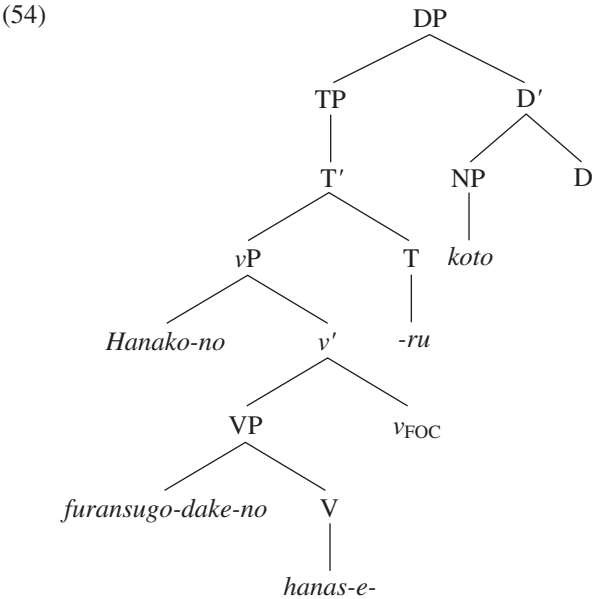 (54)
DP
TP D′
T′ NP D
vP T koto
Hanako-no v′ -ru
VP vFOC
furansugo-dake-no V
hanas-e-